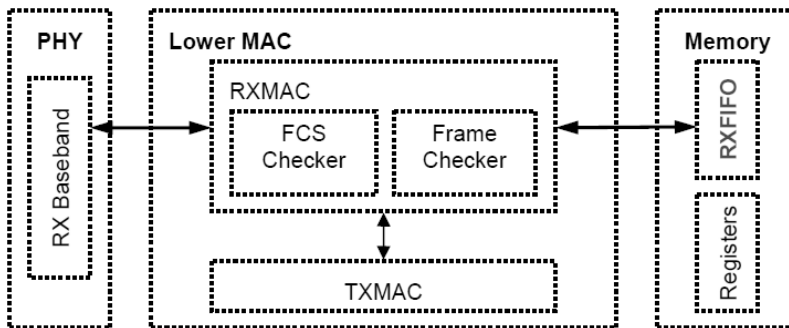 PHY
RX Baseband
Lower MAC
RXMAC
FCS
Checker
Frame
Checker
TXMAC
Memory
RXFIFO
Registers